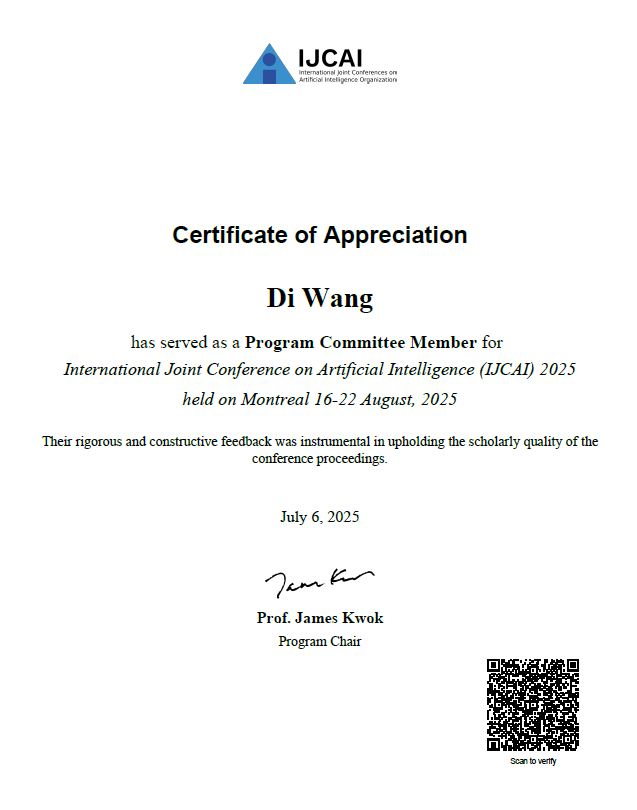 IJCAI
International Joint Conferences on
Artificial Intelligence Organization
Certificate of Appreciation
Di Wang
has served as a Program Committee Member for
International Joint Conference on Artificial Intelligence (IJCAI) 2025
held on Montreal 16-22 August, 2025
Their rigorous and constructive feedback was instrumental in upholding the scholarly quality of the
conference proceedings.
July 6, 2025
James Kwok
Prof. James Kwok
Program Chair
Scan to verify